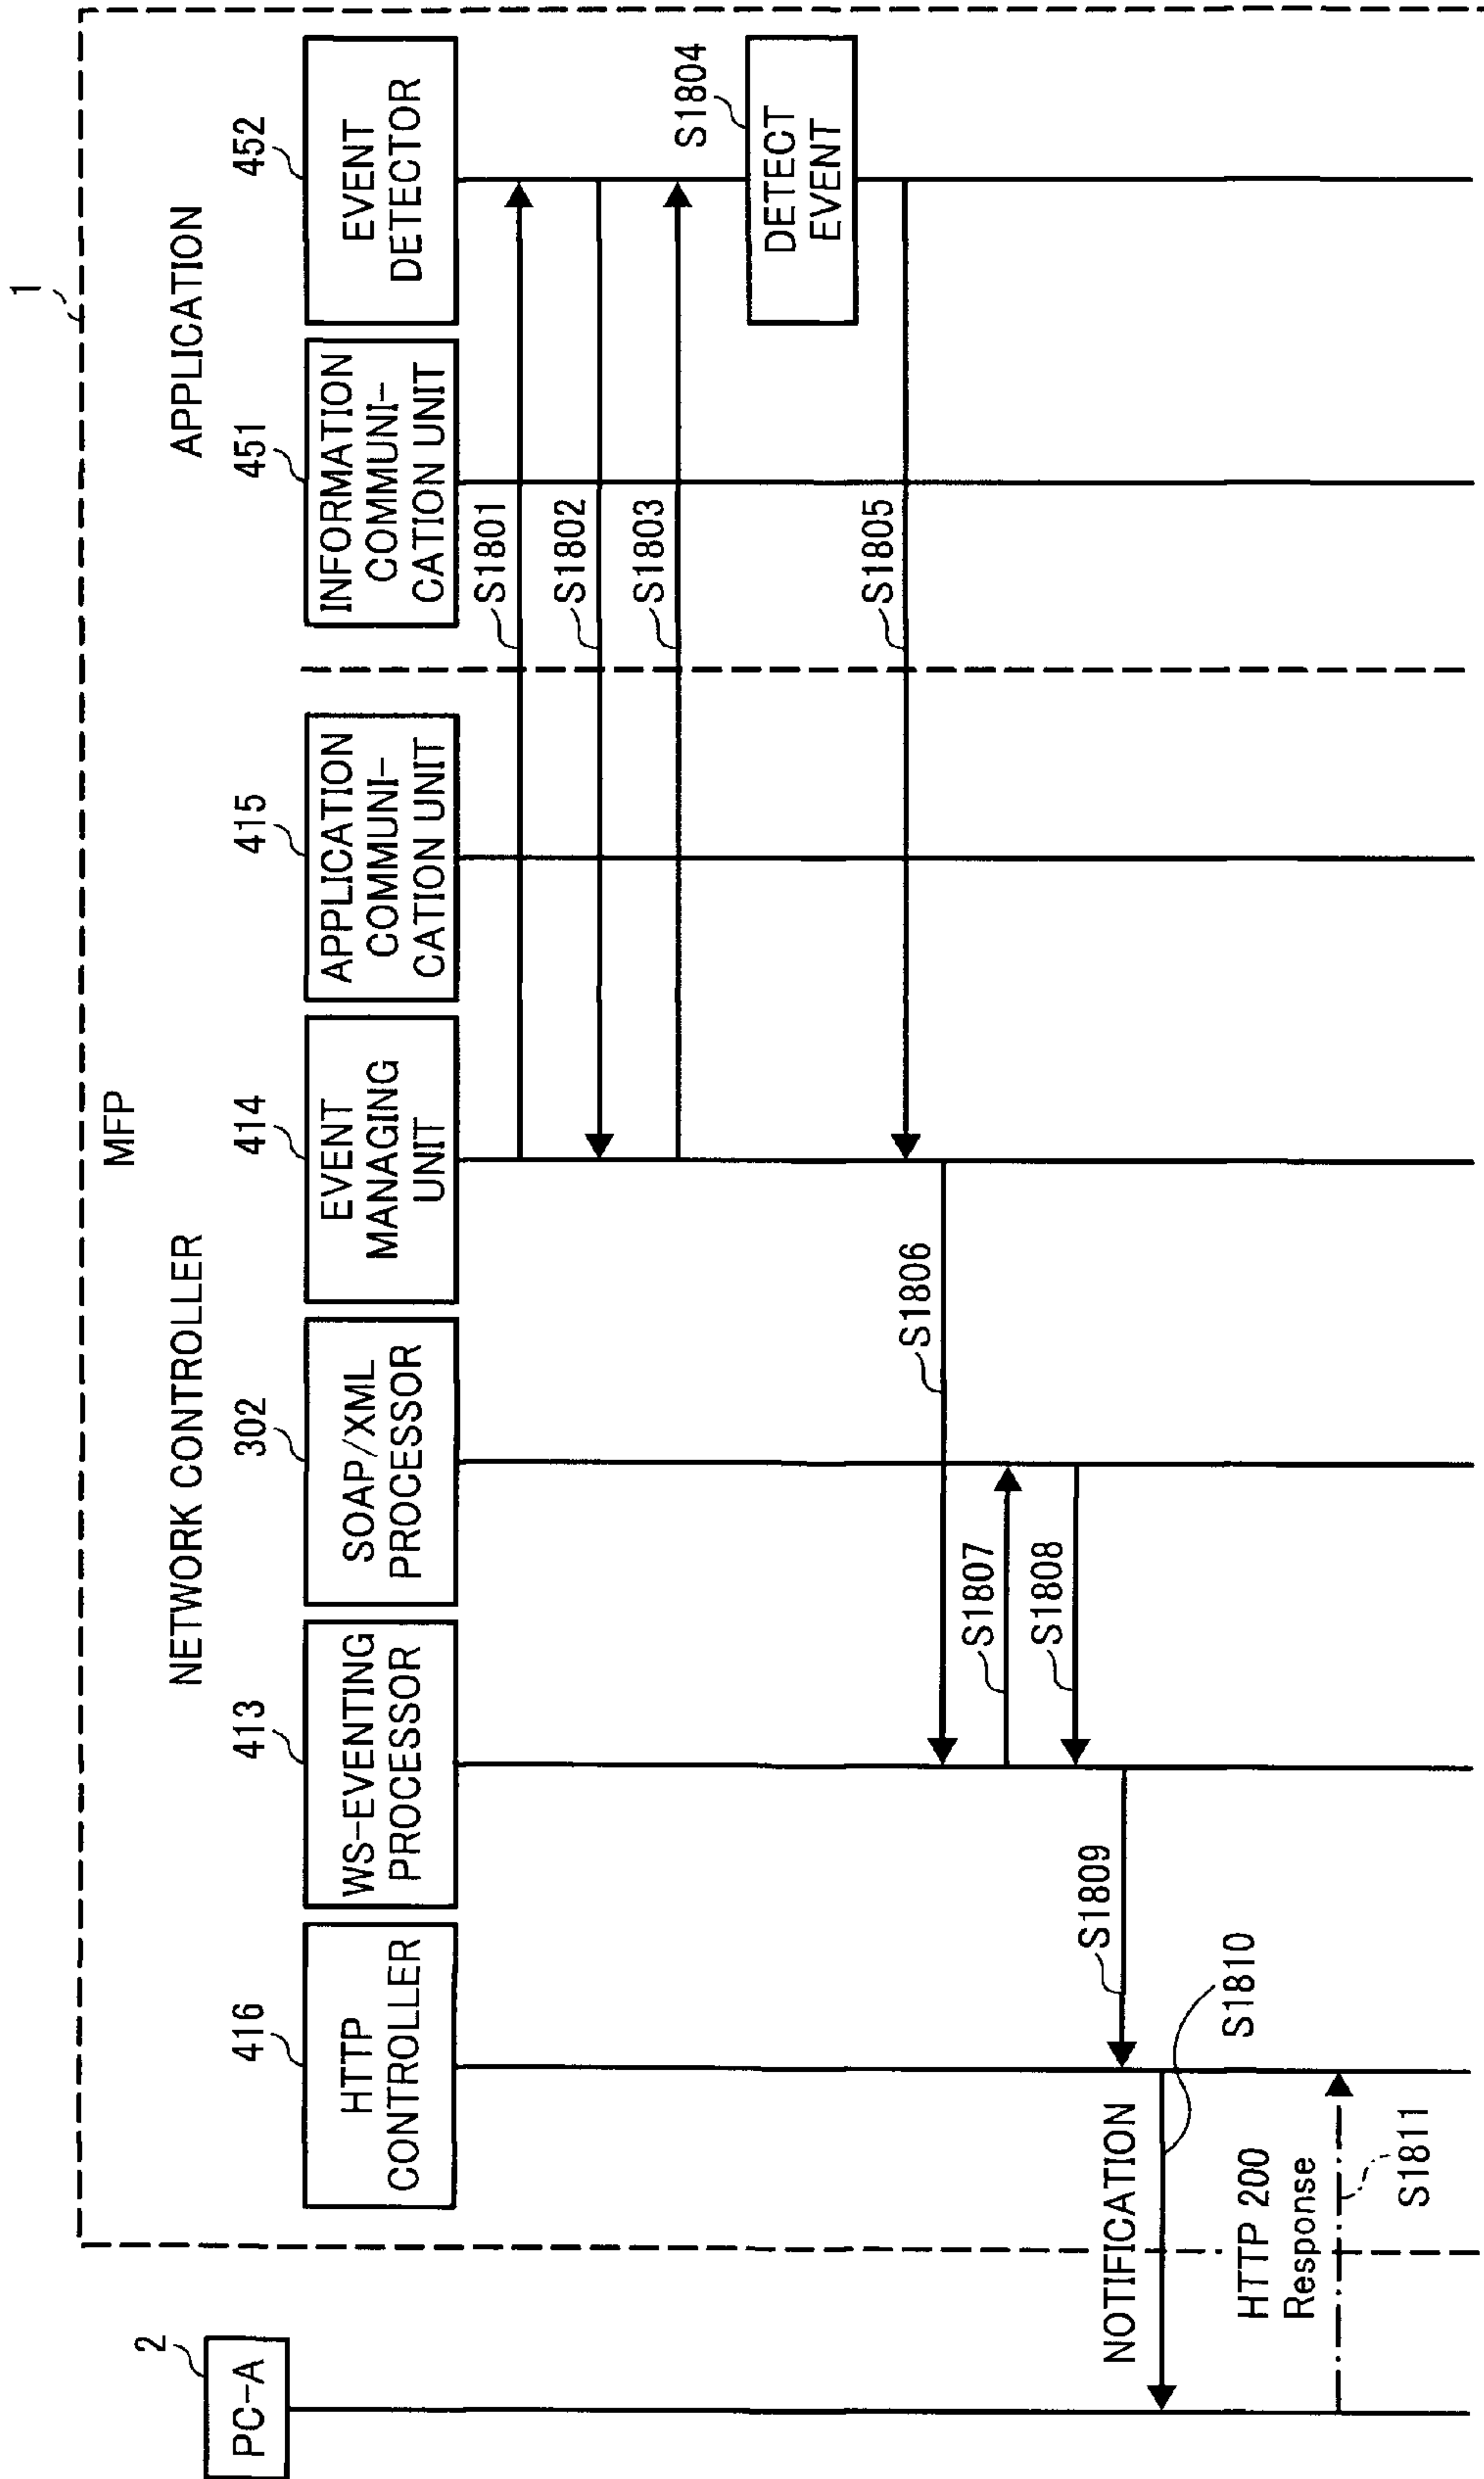 1
MFP
NETWORK CONTROLLER
APPLICATION
2
PC-A
416
HTTP
CONTROLLER
413
WS-EVENTING
PROCESSOR
302
SOAP/XML
PROCESSOR
414
EVENT
MANAGING
UNIT
415
APPLICATION
COMMUNI-
CATION UNIT
451
INFORMATION
COMMUNI-
CATION UNIT
452
EVENT
DETECTOR
S1801
S1802
S1803
S1804
DETECT
EVENT
S1805
S1806
S1807
S1808
S1809
NOTIFICATION
S1810
HTTP 200
Response
S1811